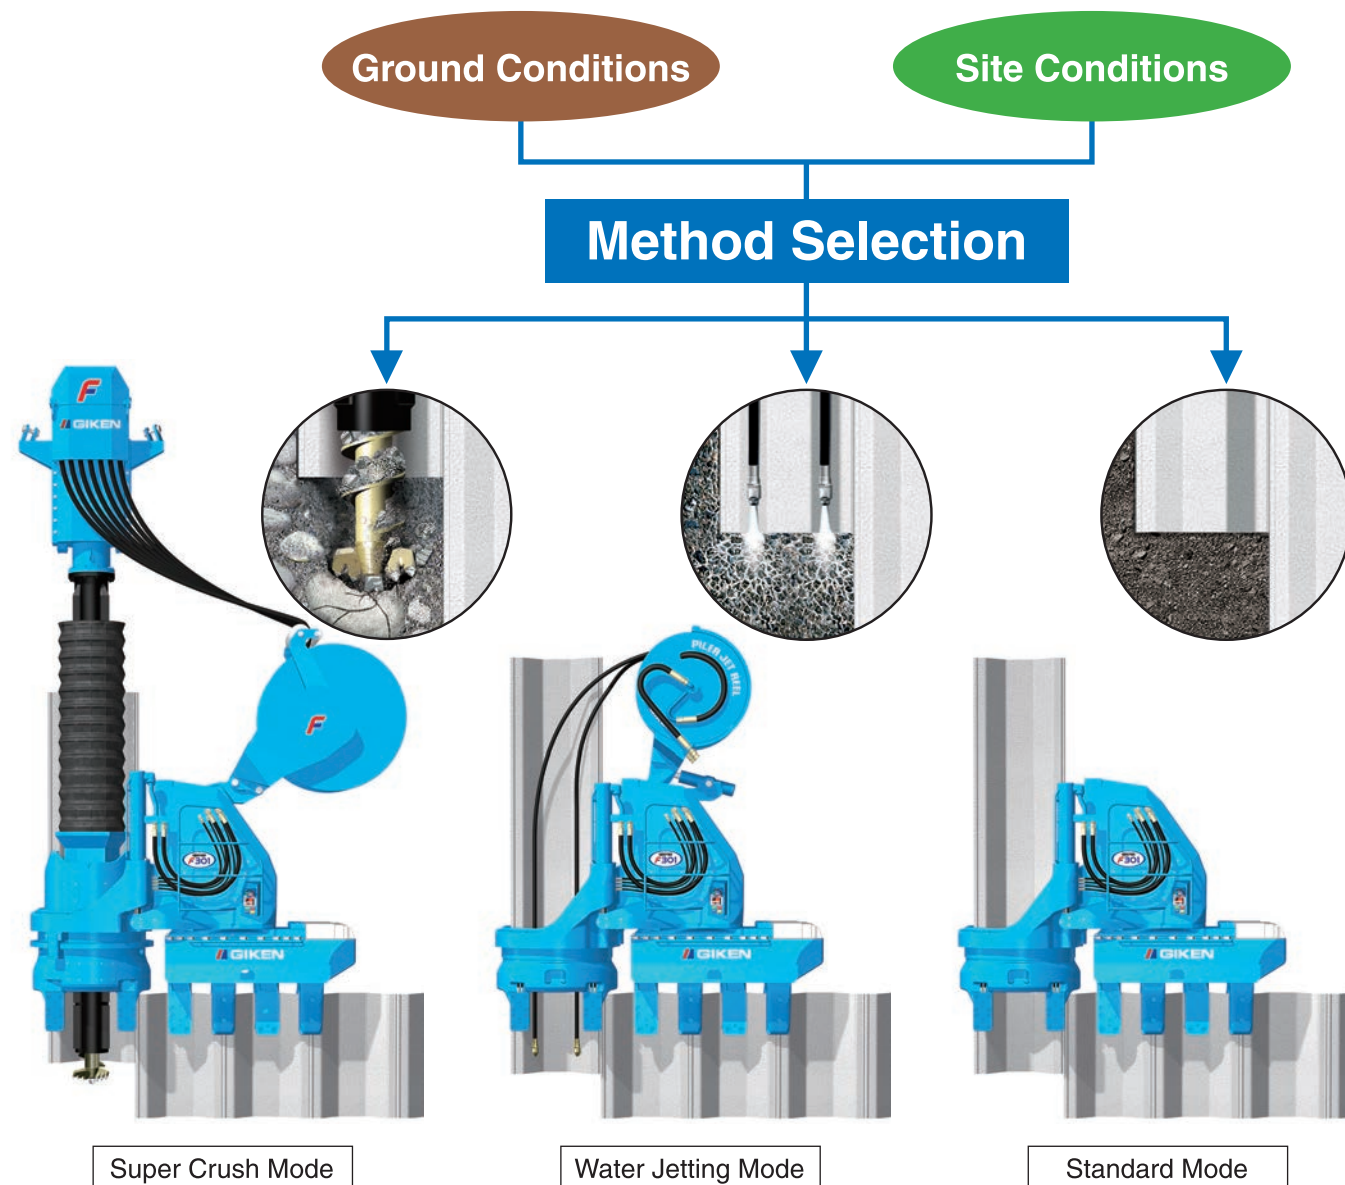 Ground Conditions
Site Conditions
Method Selection
F
GIKEN
F
PILER JET REEL
F301
F301
F301
GIKEN
GIKEN
GIKEN
Super Crush Mode
Water Jetting Mode
Standard Mode